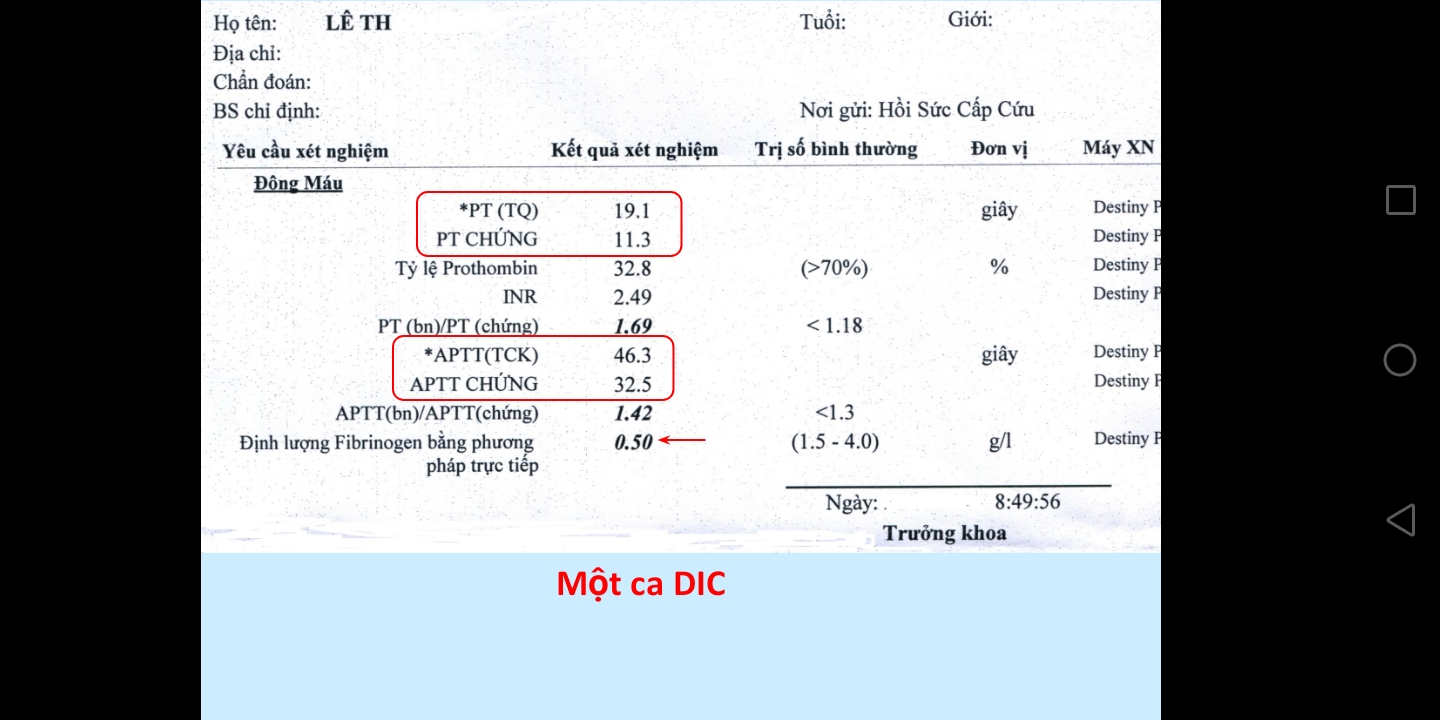 Họ tên: LÊ TH Tuổi: Giới:
Địa chỉ:
Chẩn đoán:
BS chỉ định: Nơi gửi: Hồi Sức Cấp Cứu
Yêu cầu xét nghiệm Kết quả xét nghiệm Trị số bình thường Đơn vị Máy XN
Đông Máu
*PT (TQ) 19.1 giây Destiny P
PT CHỨNG 11.3 Destiny P
Tỷ lệ Prothombin 32.8 (>70%) % Destiny P
INR 2.49 Destiny P
PT (bn)/PT (chứng) 1.69 < 1.18
*APTT(TCK) 46.3 giây Destiny P
APTT CHỨNG 32.5 Destiny P
APTT(bn)/APTT(chứng) 1.42 <1.3
Định lượng Fibrinogen bằng phương 0.50 (1.5 - 4.0) g/l Destiny P
pháp trực tiếp
Ngày: . 8:49:56
Trưởng khoa
Một ca DIC